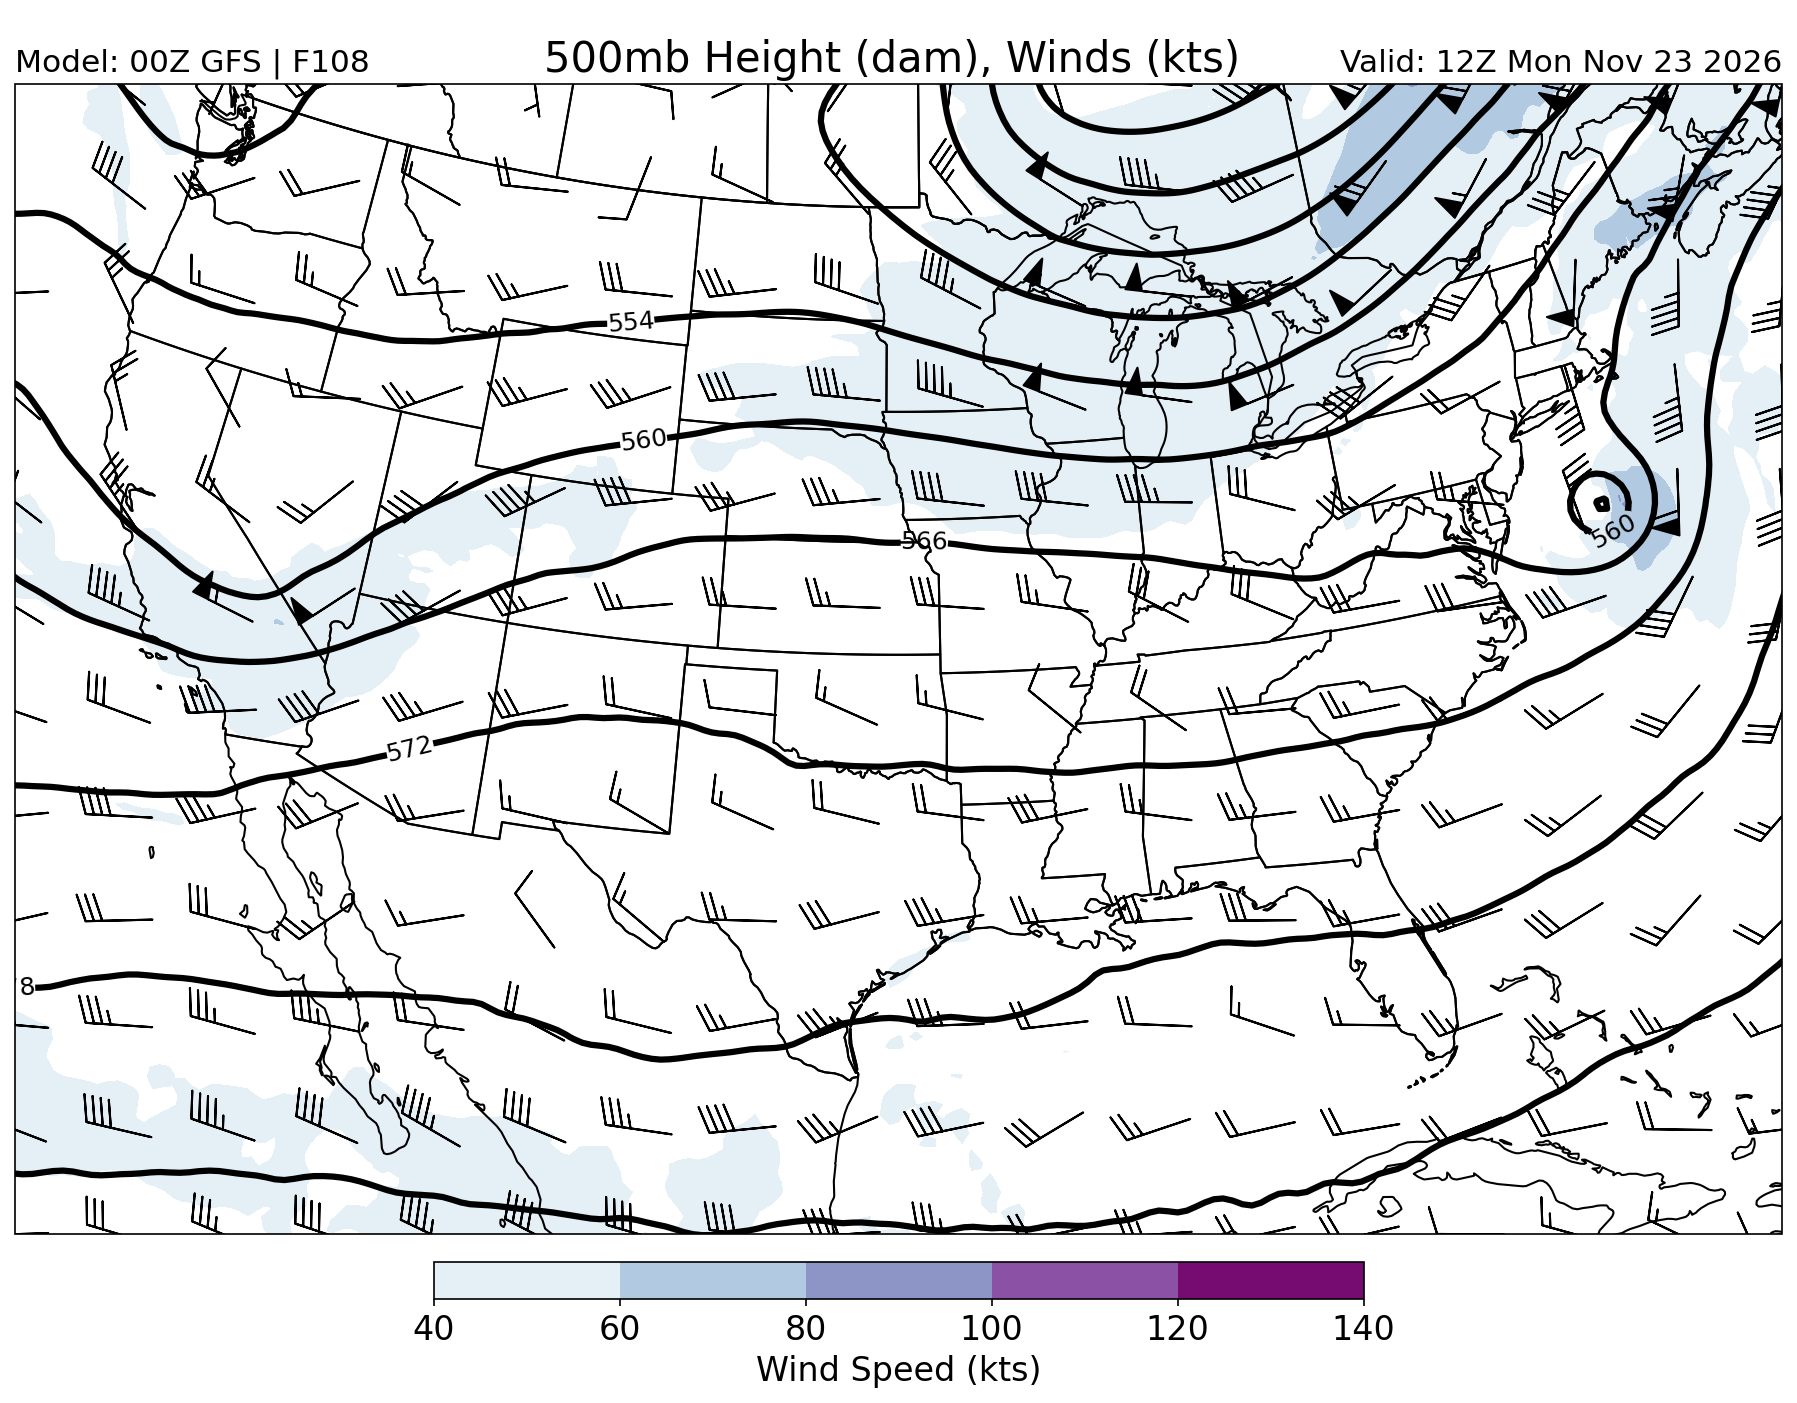 500mb Height (dam), Winds (kts)
Model: 00Z GFS | F108
Valid: 12Z Mon Nov 23 2026
554
560
566
560
572
8
40 60 80 100 120 140
Wind Speed (kts)